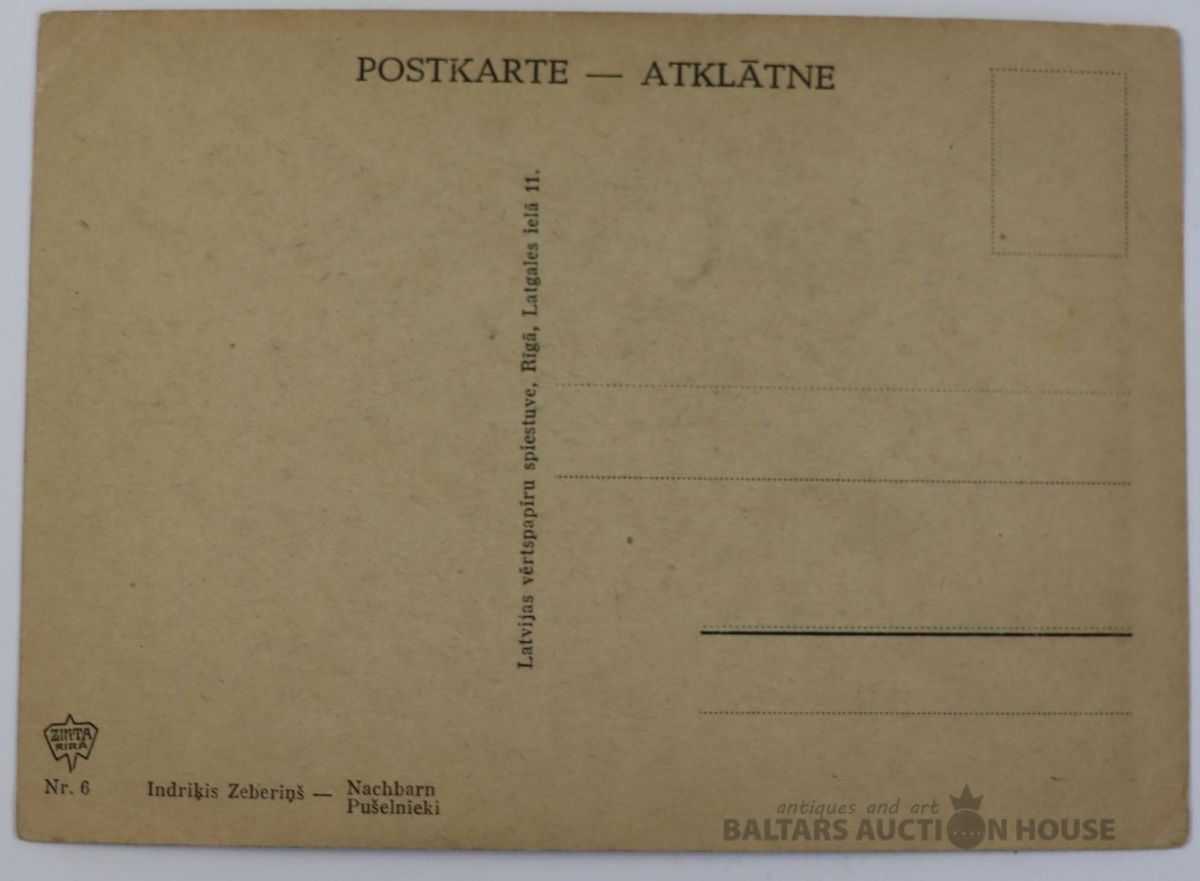 POSTKARTE — ATKLĀTNE
Latvijas vērtspapīru spiestuve, Rīgā, Latgales ielā 11.
ZINTA
RIGA
Nr. 6
Indriķis Zeberiņš — Nachbarn
Pušelnieki
antiques and art
BALTARS AUCTION HOUSE